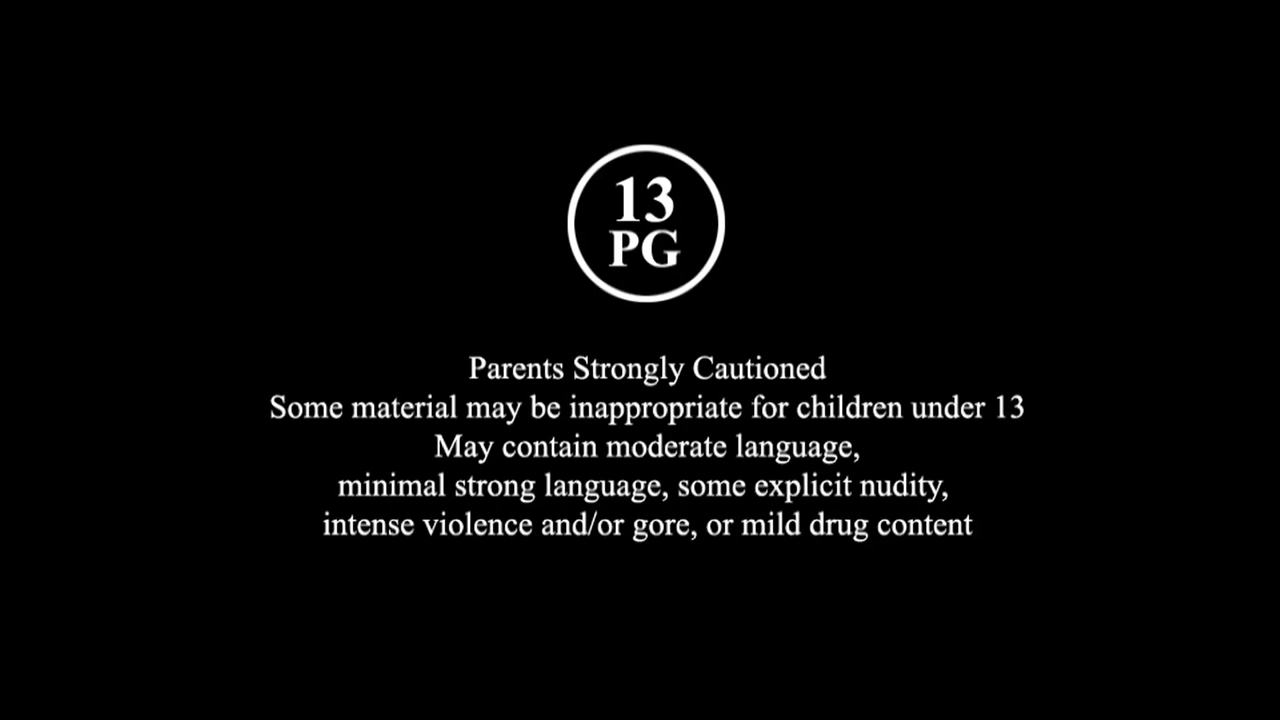 13
PG
Parents Strongly Cautioned
Some material may be inappropriate for children under 13
May contain moderate language,
minimal strong language, some explicit nudity,
intense violence and/or gore, or mild drug content